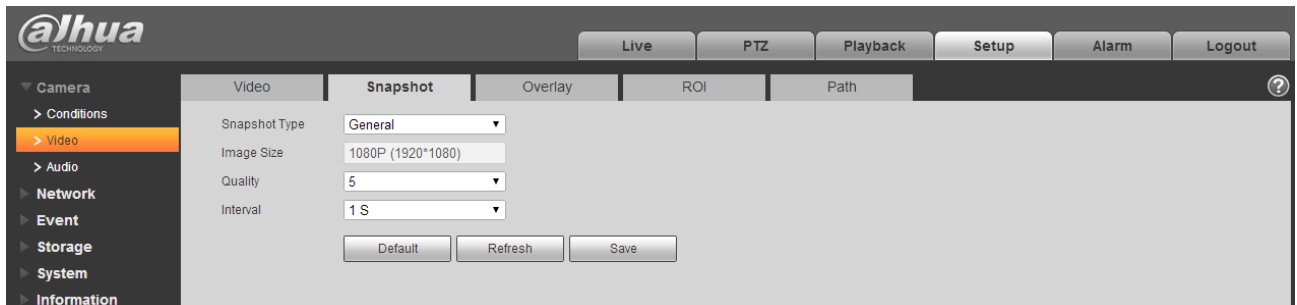 alhua
TECHNOLOGY
Live PTZ Playback Setup Alarm Logout
Camera
> Conditions
> Video
> Audio
Network
Event
Storage
System
Information
Video Snapshot Overlay ROI Path ?
Snapshot Type General
Image Size 1080P (1920*1080)
Quality 5
Interval 1 S
Default Refresh Save